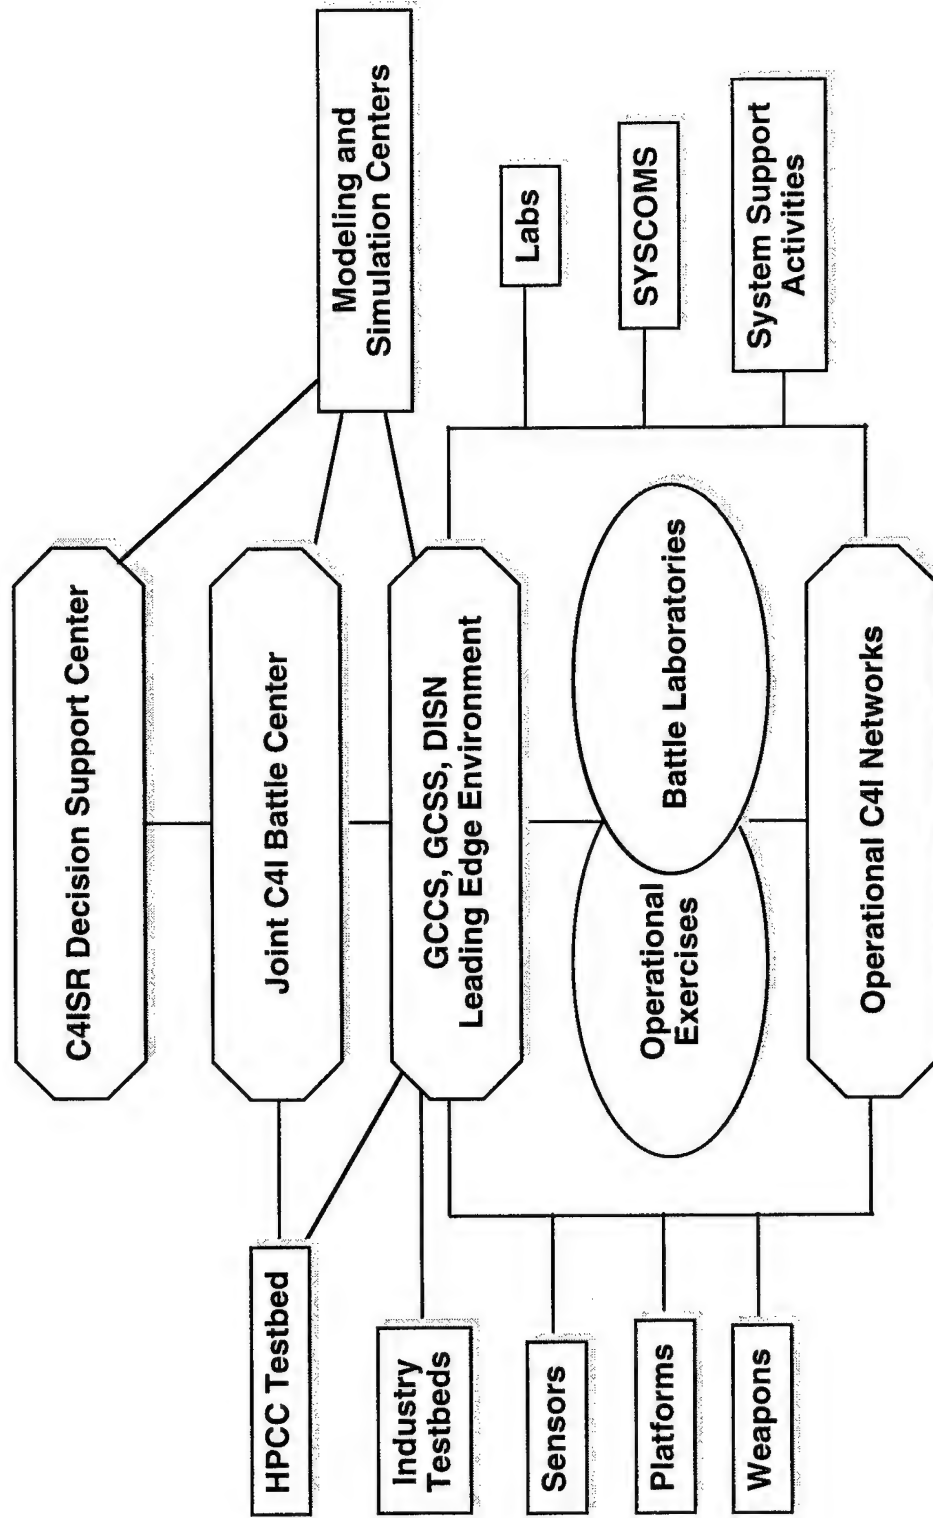 C4ISR Decision Support Center
Modeling and
Simulation Centers
HPCC Testbed
Joint C4I Battle Center
Industry
Testbeds
GCCS, GCSS, DISN
Leading Edge Environment
Labs
Sensors
SYSCOMS
Operational
Exercises
Battle Laboratories
Platforms
System Support
Activities
Weapons
Operational C4I Networks